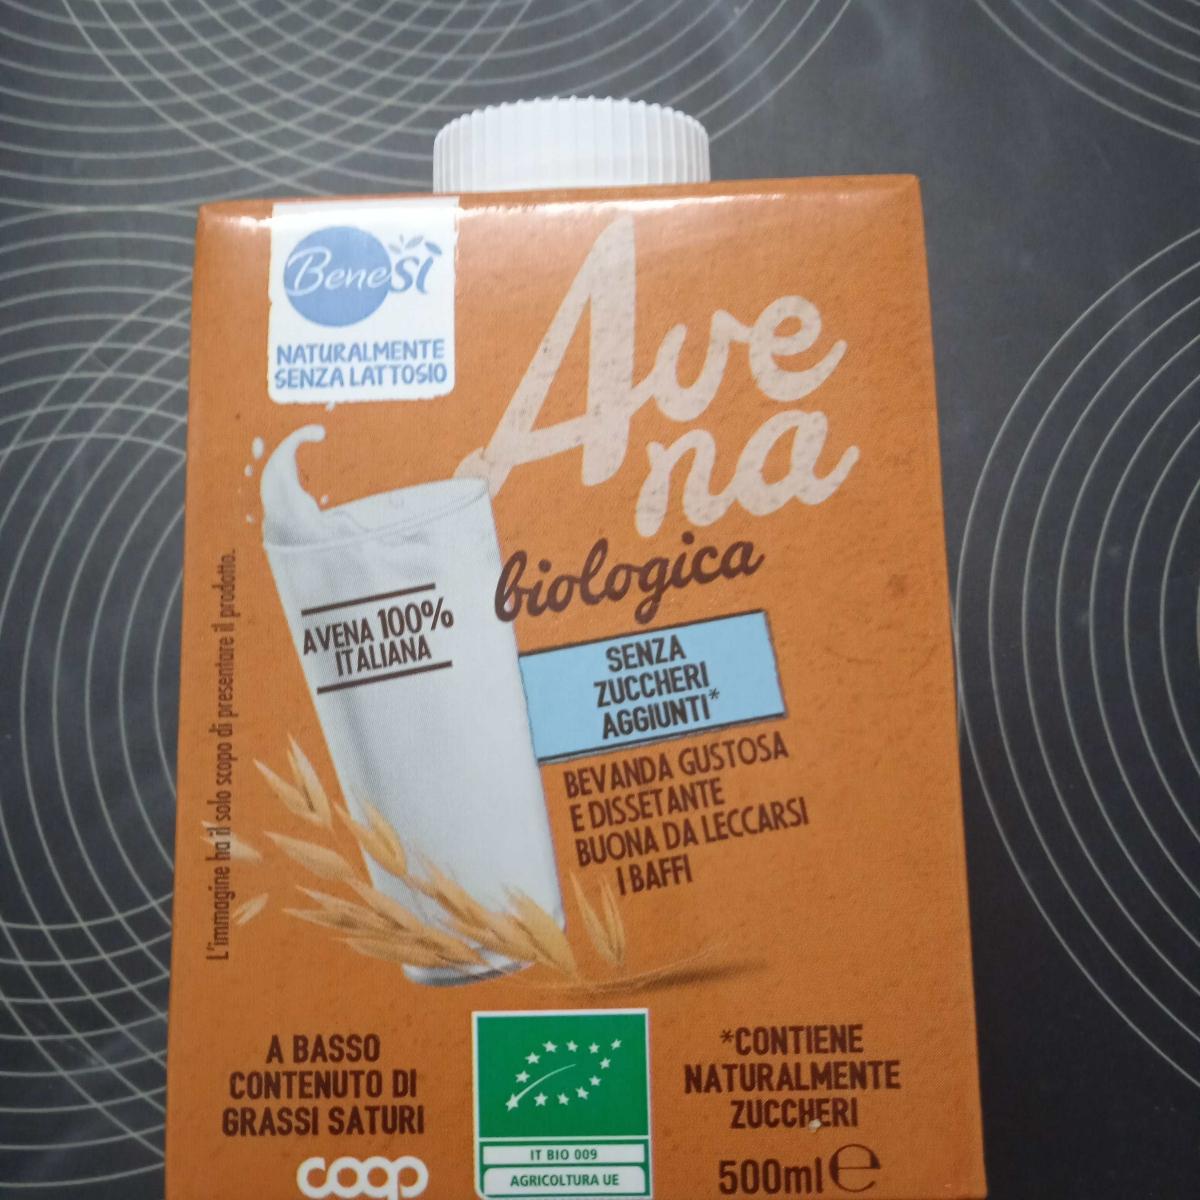 BeneSì
NATURALMENTE
SENZA LATTOSIO
Ave
na
biologica
AVENA 100%
ITALIANA
SENZA
ZUCCHERI
AGGIUNTI*
BEVANDA GUSTOSA
E DISSETANTE
BUONA DA LECCARSI
I BAFFI
L'immagine ha il solo scopo di presentare il prodotto.
A BASSO
CONTENUTO DI
GRASSI SATURI
coop
IT BIO 009
AGRICOLTURA UE
*CONTIENE
NATURALMENTE
ZUCCHERI
500ml e